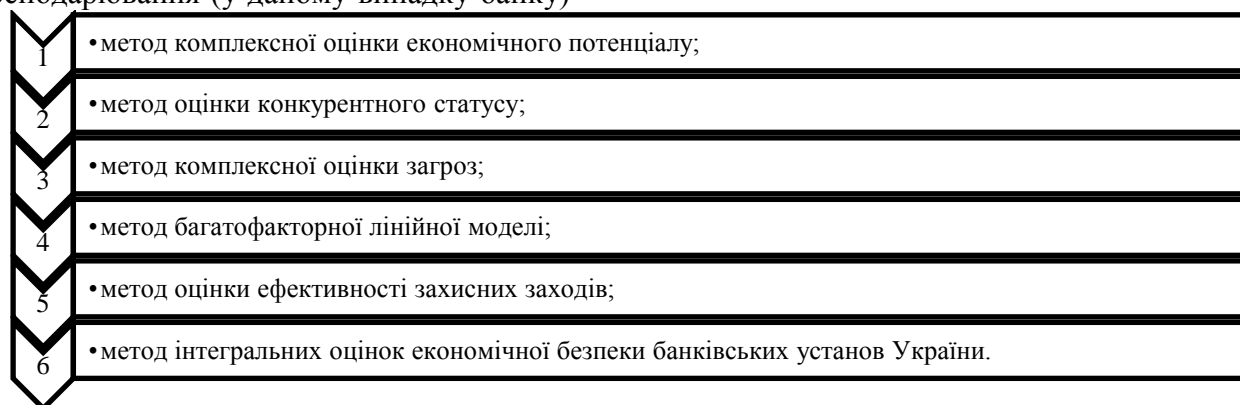 (у даному випадку банку)
1
•метод комплексної оцінки економічного потенціалу;
2
•метод оцінки конкурентного статусу;
3
•метод комплексної оцінки загроз;
4
•метод багатофакторної лінійної моделі;
5
•метод оцінки ефективності захисних заходів;
6
•метод інтегральних оцінок економічної безпеки банківських установ України.